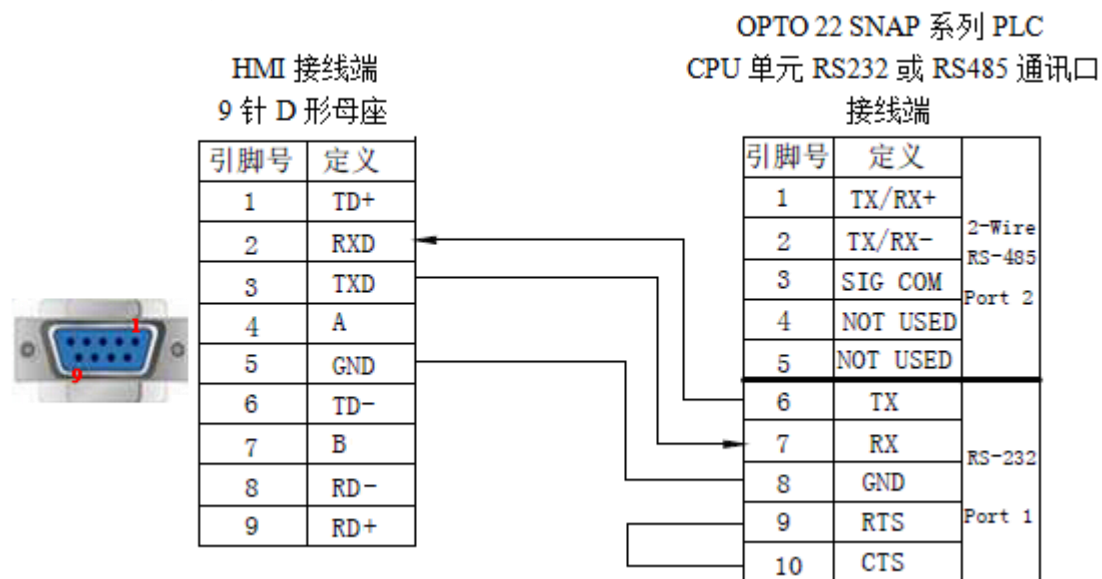 OPTO 22 SNAP 系列 PLC
CPU 单元 RS232 或 RS485 通讯口
接线端
HMI 接线端
9 针 D 形母座
引脚号 定义
1 TD+
2 RXD
3 TXD
4 A
5 GND
6 TD-
7 B
8 RD-
9 RD+
1
9
引脚号 定义
1 TX/RX+
2 TX/RX-
3 SIG COM
4 NOT USED
5 NOT USED
2-Wire
RS-485
Port 2
6 TX
7 RX
8 GND
9 RTS
10 CTS
RS-232
Port 1